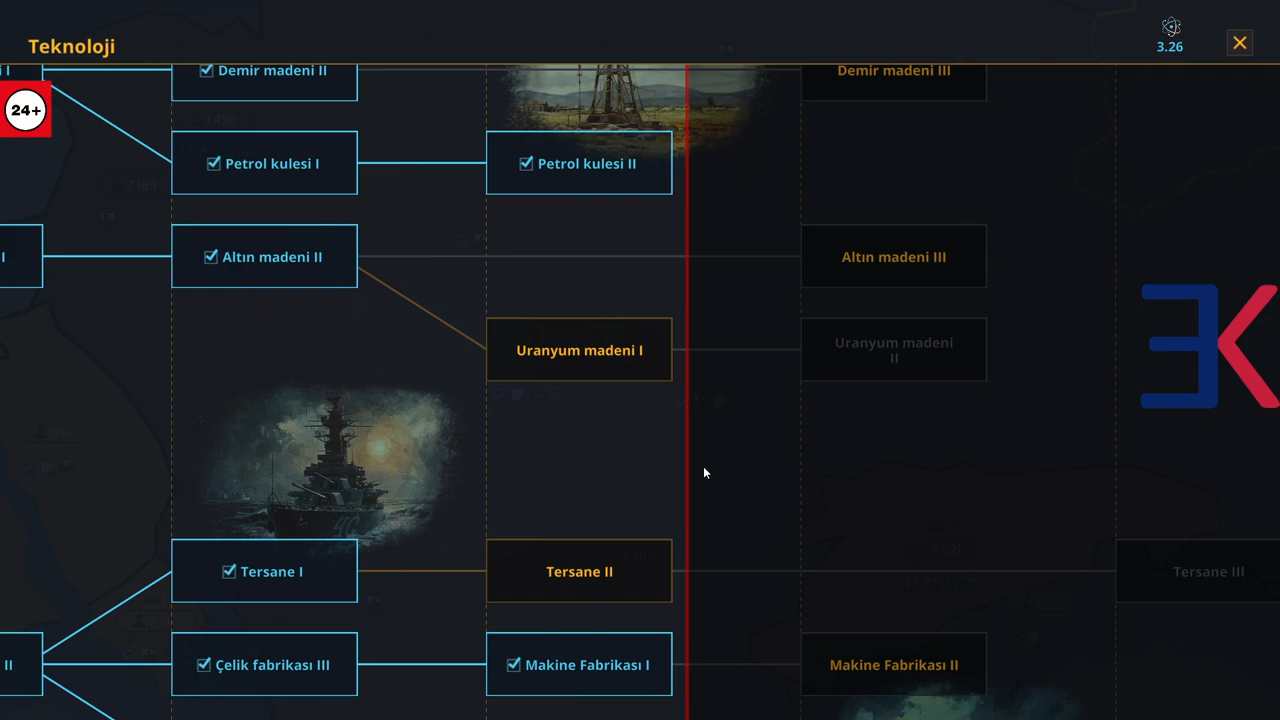 Teknoloji
3.26
i I
Demir madeni II
Demir madeni III
24+
Petrol kulesi I
Petrol kulesi II
I
Altın madeni II
Altın madeni III
Uranyum madeni I
Uranyum madeni
II
ƎK
Tersane I
Tersane II
Tersane III
II
Çelik fabrikası III
Makine Fabrikası I
Makine Fabrikası II